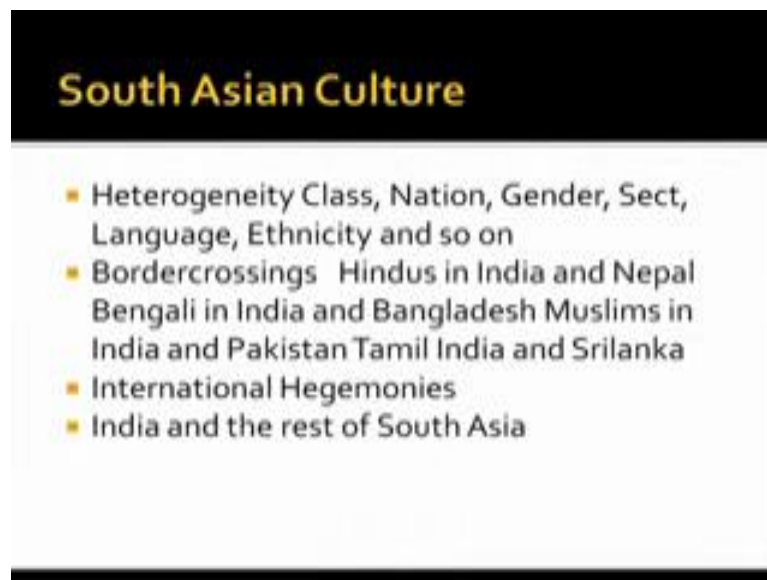 South Asian Culture
Heterogeneity Class, Nation, Gender, Sect,
Language, Ethnicity and so on
Bordercrossings Hindus in India and Nepal
Bengali in India and Bangladesh Muslims in
India and Pakistan Tamil India and Srilanka
International Hegemonies
India and the rest of South Asia